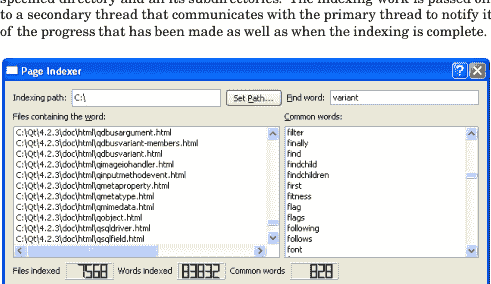 specified directory and all its subdirectories. The indexing work is passed on
to a secondary thread that communicates with the primary thread to notify it
of the progress that has been made as well as when the indexing is complete.
Page Indexer
Indexing path: C:\ Set Path... Find word: variant
Files containing the word: Common words:
C:\Qt\4.2.3\doc\html\qdbusargument.html filter
C:\Qt\4.2.3\doc\html\qdbusvariant-members.html finally
C:\Qt\4.2.3\doc\html\qdbusvariant.html find
C:\Qt\4.2.3\doc\html\qimageiohandler.html findchild
C:\Qt\4.2.3\doc\html\qinputmethodevent.html findchildren
C:\Qt\4.2.3\doc\html\qmetaproperty.html first
C:\Qt\4.2.3\doc\html\qmetatype.html fitness
C:\Qt\4.2.3\doc\html\qmimedata.html flag
C:\Qt\4.2.3\doc\html\qobject.html flags
C:\Qt\4.2.3\doc\html\qsqldriver.html following
C:\Qt\4.2.3\doc\html\qsqlfield.html follows
font
Files indexed 7568 Words indexed 83832 Common words 828